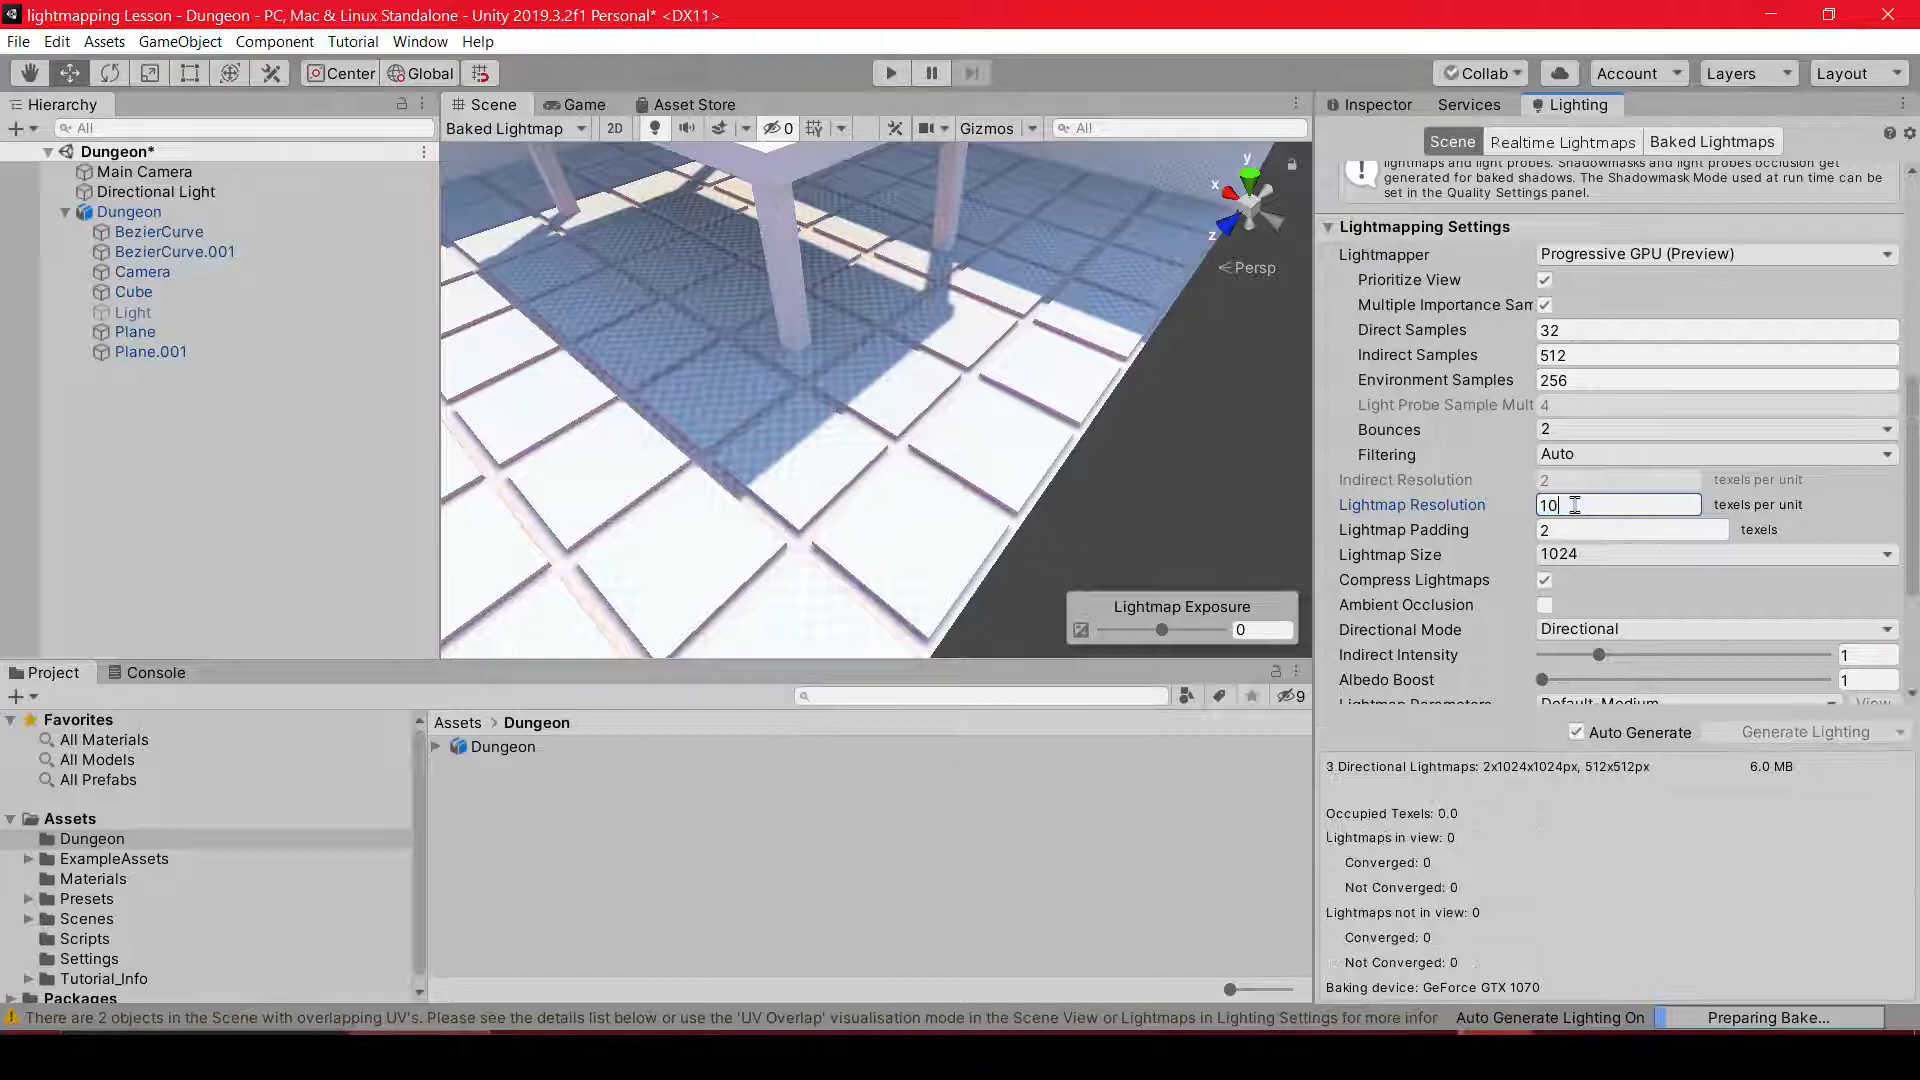 lightmapping Lesson - Dungeon - PC, Mac & Linux Standalone - Unity 2019.3.2f1 Personal* <DX11>
File Edit Assets GameObject Component Tutorial Window Help
Center Global Collab Account Layers Layout
Hierarchy
All
Dungeon*
Main Camera
Directional Light
Dungeon
BezierCurve
BezierCurve.001
Camera
Cube
Light
Plane
Plane.001
Scene Game Asset Store
Baked Lightmap 2D 0 Gizmos All
y
x
z
Persp
Lightmap Exposure
0
Inspector Services Lighting
Scene Realtime Lightmaps Baked Lightmaps
lightmaps and light probes. Shadowmasks and light probes occlusion get
generated for baked shadows. The Shadowmask Mode used at run time can be
set in the Quality Settings panel.
Lightmapping Settings
Lightmapper Progressive GPU (Preview)
Prioritize View
Multiple Importance Sam
Direct Samples 32
Indirect Samples 512
Environment Samples 256
Light Probe Sample Mult 4
Bounces 2
Filtering Auto
Indirect Resolution 2 texels per unit
Lightmap Resolution 10 texels per unit
Lightmap Padding 2 texels
Lightmap Size 1024
Compress Lightmaps
Ambient Occlusion
Directional Mode Directional
Indirect Intensity 1
Albedo Boost 1
Lightmap Parameters Default-Medium View
Auto Generate Generate Lighting
3 Directional Lightmaps: 2x1024x1024px, 512x512px 6.0 MB
Occupied Texels: 0.0
Lightmaps in view: 0
Converged: 0
Not Converged: 0
Lightmaps not in view: 0
Converged: 0
Not Converged: 0
Baking device: GeForce GTX 1070
Project Console
9
Favorites
All Materials
All Models
All Prefabs
Assets
Dungeon
ExampleAssets
Materials
Presets
Scenes
Scripts
Settings
Tutorial_Info
Packages
Assets > Dungeon
Dungeon
There are 2 objects in the Scene with overlapping UV's. Please see the details list below or use the 'UV Overlap' visualisation mode in the Scene View or Lightmaps in Lighting Settings for more infor
Auto Generate Lighting On Preparing Bake...